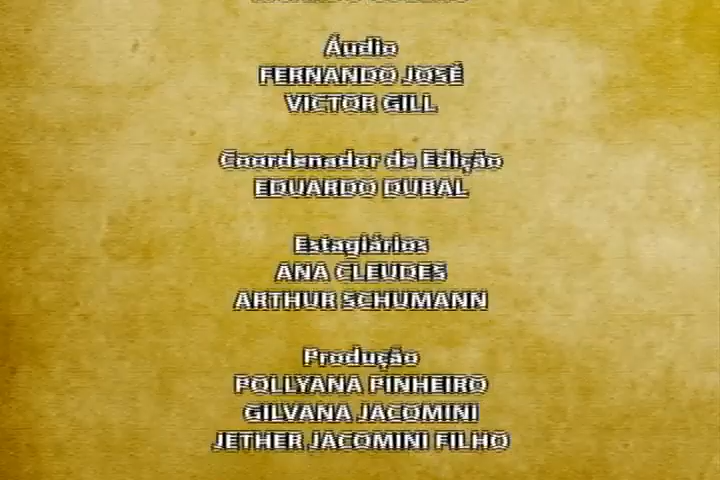 Áudio
FERNANDO JOSÉ
VICTOR GILL
Coordenador de Edição
EDUARDO DUBAL
Estagiários
ANA CLEUDES
ARTHUR SCHUMANN
Produção
POLLYANA PINHEIRO
GILVANA JACOMINI
JETHER JACOMINI FILHO